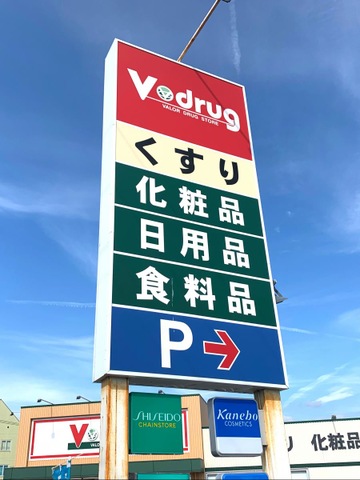 V・drug
VALOR DRUG STORE
くすり
化粧品
日用品
食料品
P→
SHISEIDO
CHAINSTORE
Kanebo
COSMETICS
V
り 化粧品